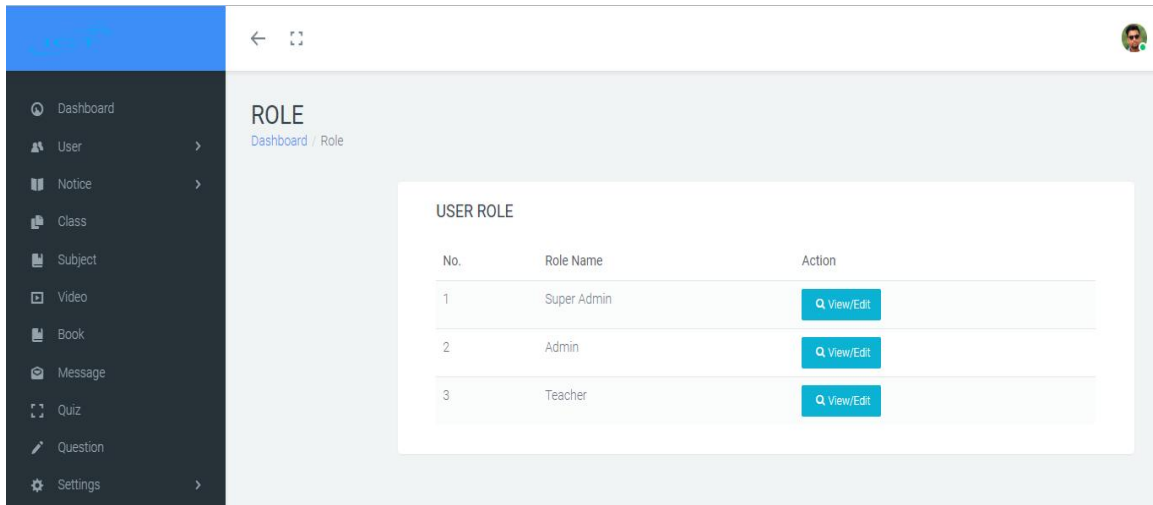 Dashboard
User
Notice
Class
Subject
Video
Book
Message
Quiz
Question
Settings
ROLE
Dashboard / Role
USER ROLE
No. Role Name Action
1 Super Admin View/Edit
2 Admin View/Edit
3 Teacher View/Edit